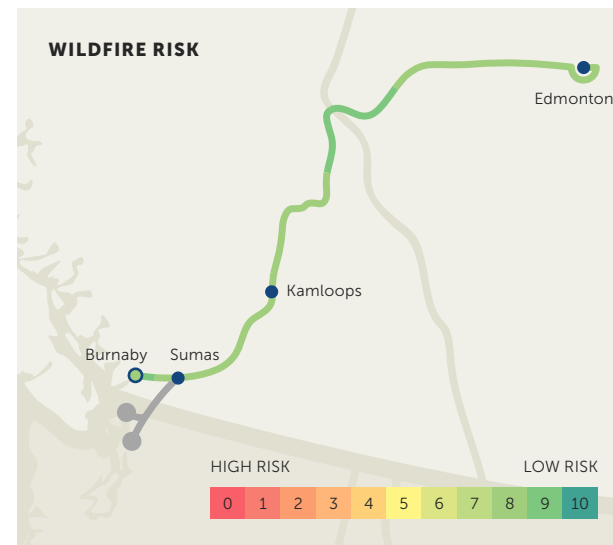 WILDFIRE RISK
Edmonton
Kamloops
Burnaby Sumas
HIGH RISK LOW RISK
0 1 2 3 4 5 6 7 8 9 10